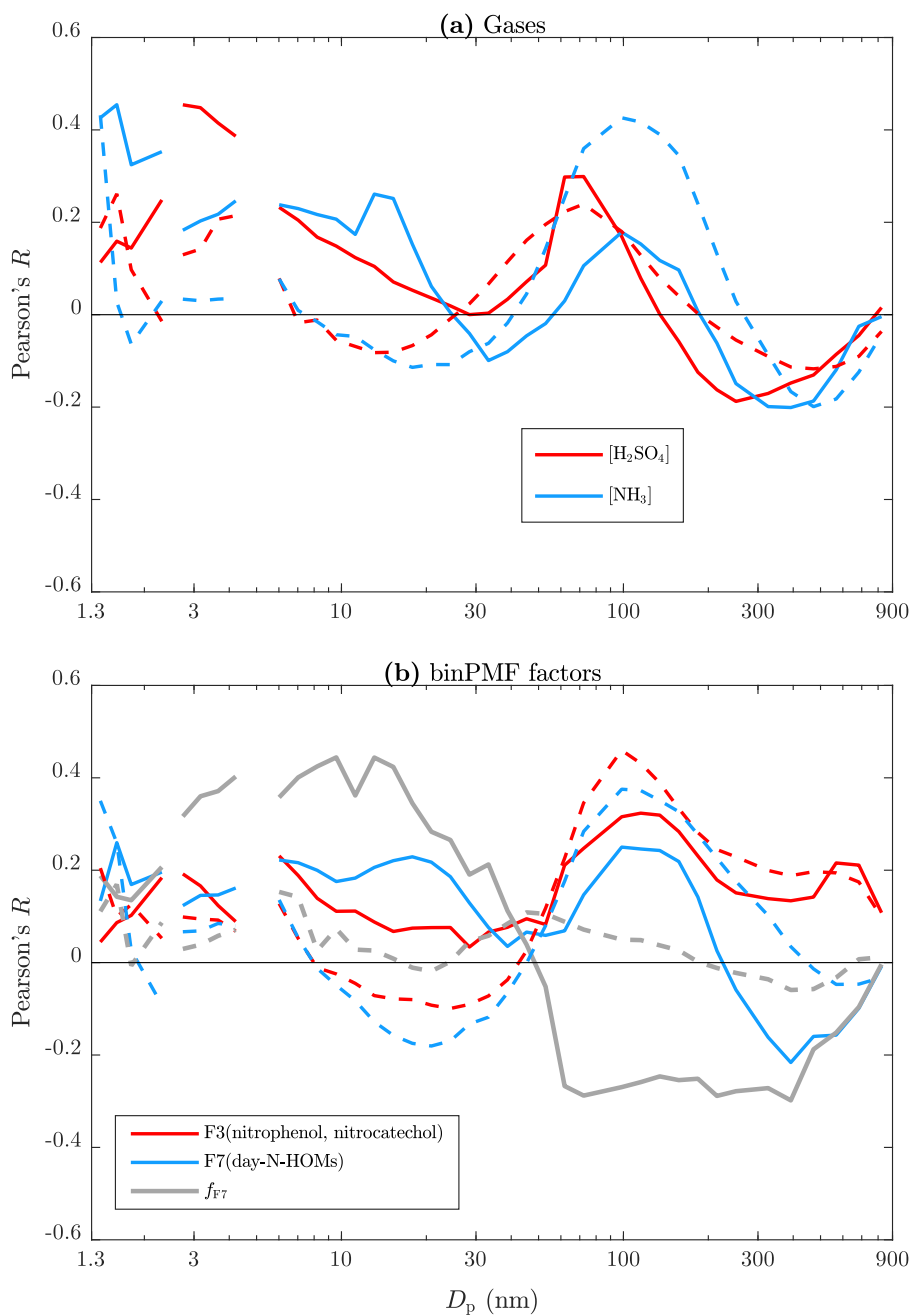 (a) Gases
0.6
0.4
0.2
0
-0.2
-0.4
-0.6
Pearson's R
[H₂SO₄]
[NH₃]
1.3 3 10 30 100 300 900
(b) binPMF factors
0.6
0.4
0.2
0
-0.2
-0.4
-0.6
Pearson's R
F3(nitrophenol, nitrocatechol)
F7(day-N-HOMs)
f_F7
1.3 3 10 30 100 300 900
D_p (nm)